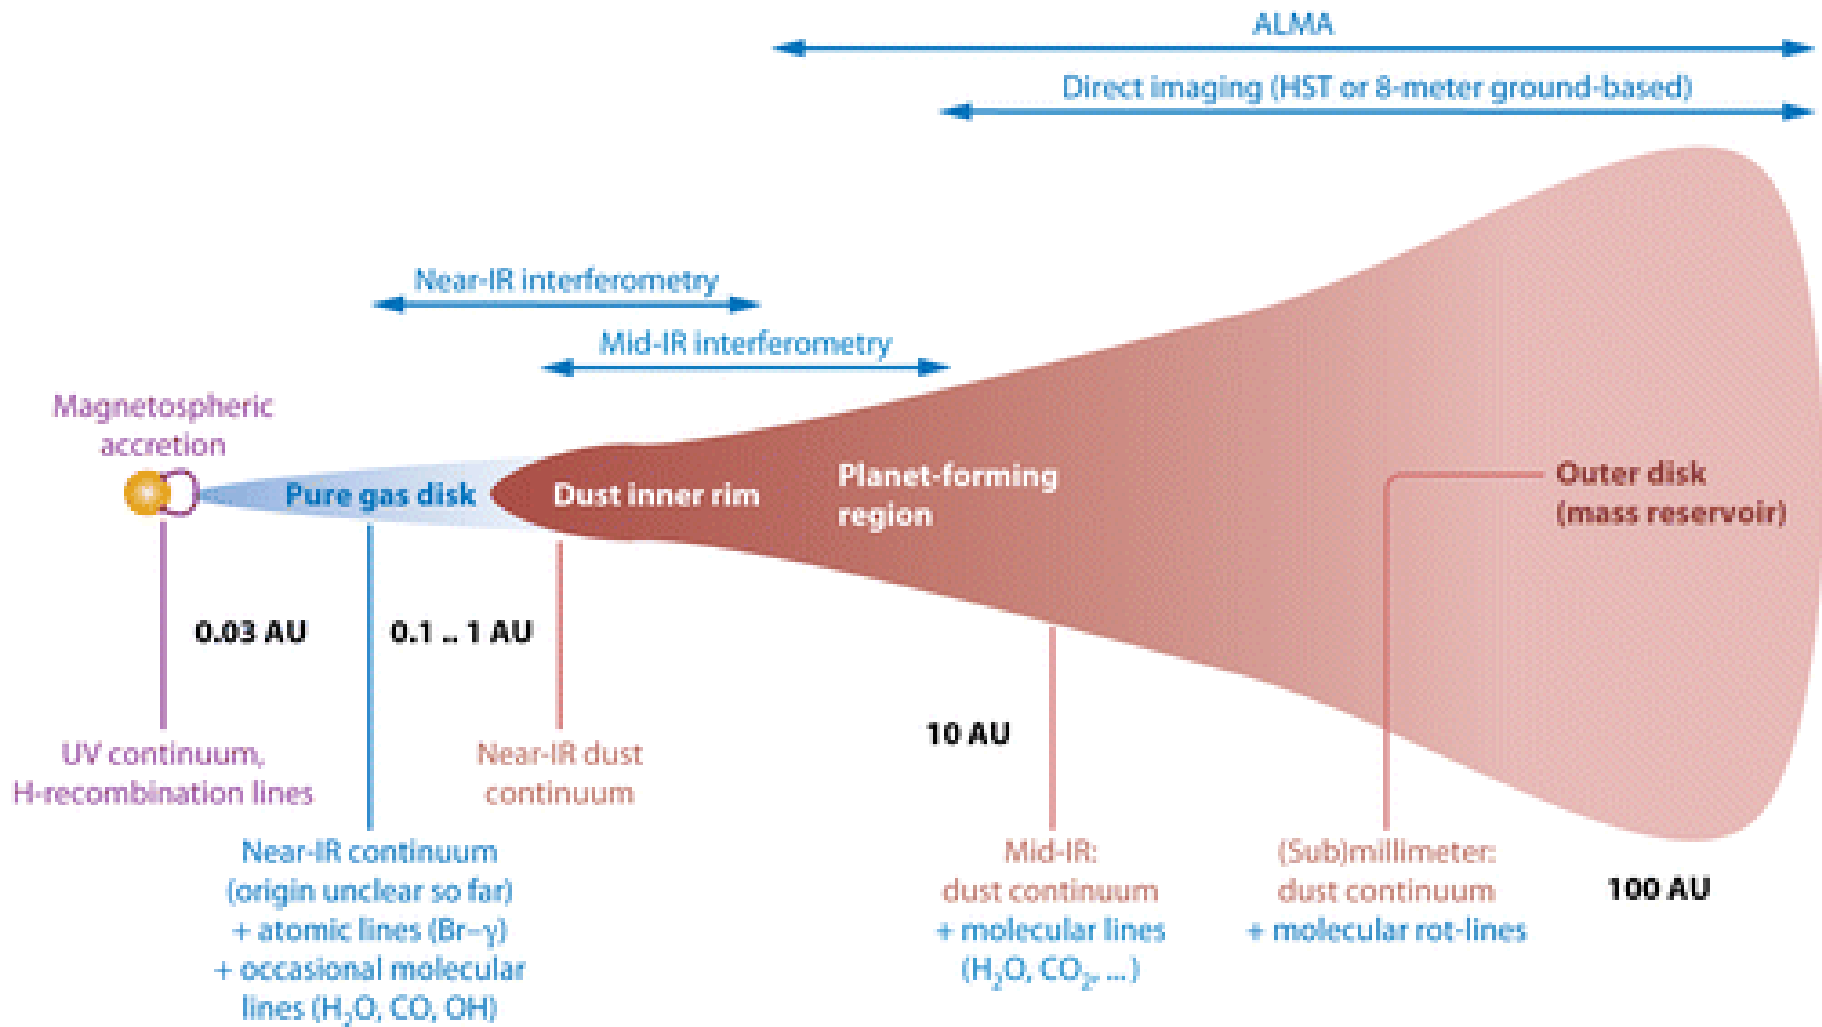 ALMA
Direct imaging (HST or 8-meter ground-based)
Near-IR interferometry
Mid-IR interferometry
Magnetospheric
accretion
Pure gas disk
Dust inner rim
Planet-forming
region
Outer disk
(mass reservoir)
0.03 AU
0.1 .. 1 AU
10 AU
100 AU
UV continuum,
H-recombination lines
Near-IR dust
continuum
Near-IR continuum
(origin unclear so far)
+ atomic lines (Br–γ)
+ occasional molecular
lines (H₂O, CO, OH)
Mid-IR:
dust continuum
+ molecular lines
(H₂O, CO₂, ...)
(Sub)millimeter:
dust continuum
+ molecular rot-lines